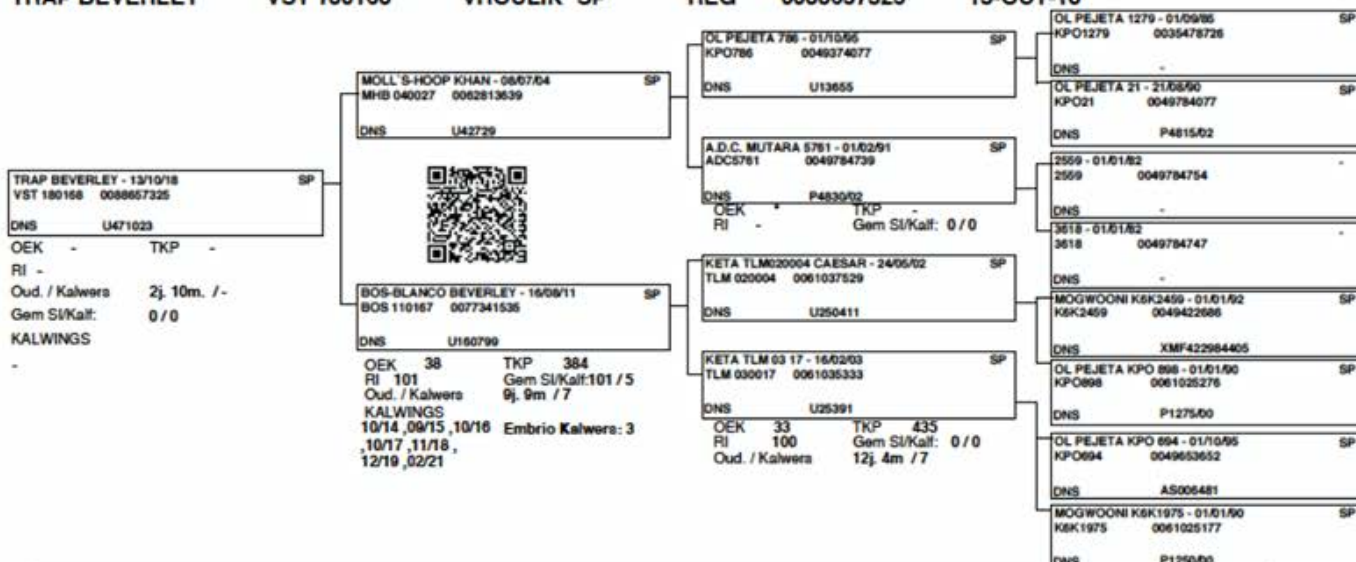 TRAP BEVERLEY - 13/10/18 SP
VST 180168 0088657325
DNS U471023
OEK - TKP -
RI -
Oud. / Kalwers 2j. 10m. / -
Gem SI/Kalf: 0 / 0
KALWINGS
-
MOLL`S-HOOP KHAN - 08/07/04 SP
MHB 040027 0062813639
DNS U42729
BOS-BLANCO BEVERLEY - 16/08/11 SP
BOS 110167 0077341535
DNS U160799
OEK 38 TKP 384
RI 101 Gem SI/Kalf:101 / 5
Oud. / Kalwers 9j. 9m / 7
KALWINGS
10/14 ,09/15 ,10/16 Embrio Kalwers: 3
,10/17 ,11/18 ,
12/19 ,02/21
OL PEJETA 786 - 01/10/95 SP
KPO786 0049374077
DNS U13655
A.D.C. MUTARA 5761 - 01/02/91 SP
ADC5761 0049784739
DNS P4830/02
OEK * TKP -
RI - Gem SI/Kalf: 0 / 0
KETA TLM020004 CAESAR - 24/05/02 SP
TLM 020004 0061037529
DNS U250411
KETA TLM 03 17 - 16/02/03 SP
TLM 030017 0061035333
DNS U25391
OEK 33 TKP 435
RI 100 Gem SI/Kalf: 0 / 0
Oud. / Kalwers 12j. 4m / 7
OL PEJETA 1279 - 01/09/85 SP
KPO1279 0035478726
DNS -
OL PEJETA 21 - 21/08/90 SP
KPO21 0049784077
DNS P4815/02
2559 - 01/01/82 -
2559 0049784754
DNS -
3618 - 01/01/82 -
3618 0049784747
DNS -
MOGWOONI K6K2459 - 01/01/92 SP
K6K2459 0049422686
DNS XMF422984405
OL PEJETA KPO 898 - 01/01/90 SP
KPO898 0061025276
DNS P1275/00
OL PEJETA KPO 694 - 01/10/95 SP
KPO694 0049653652
DNS AS006481
MOGWOONI K6K1975 - 01/01/90 SP
K6K1975 0061025177
DNS P1250/00